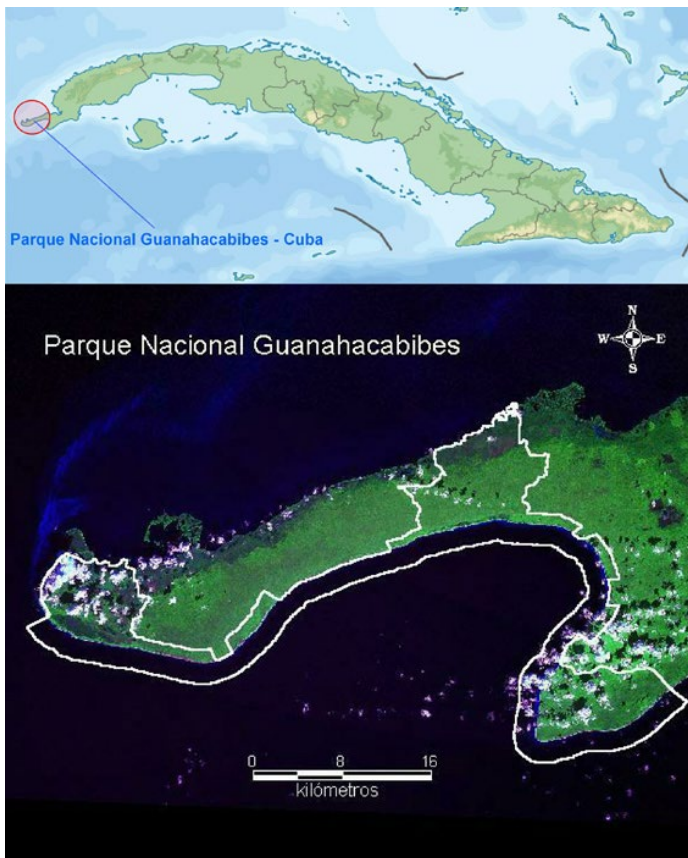 Parque Nacional Guanahacabibes - Cuba
Parque Nacional Guanahacabibes
N
W E
S
0 8 16
kilómetros